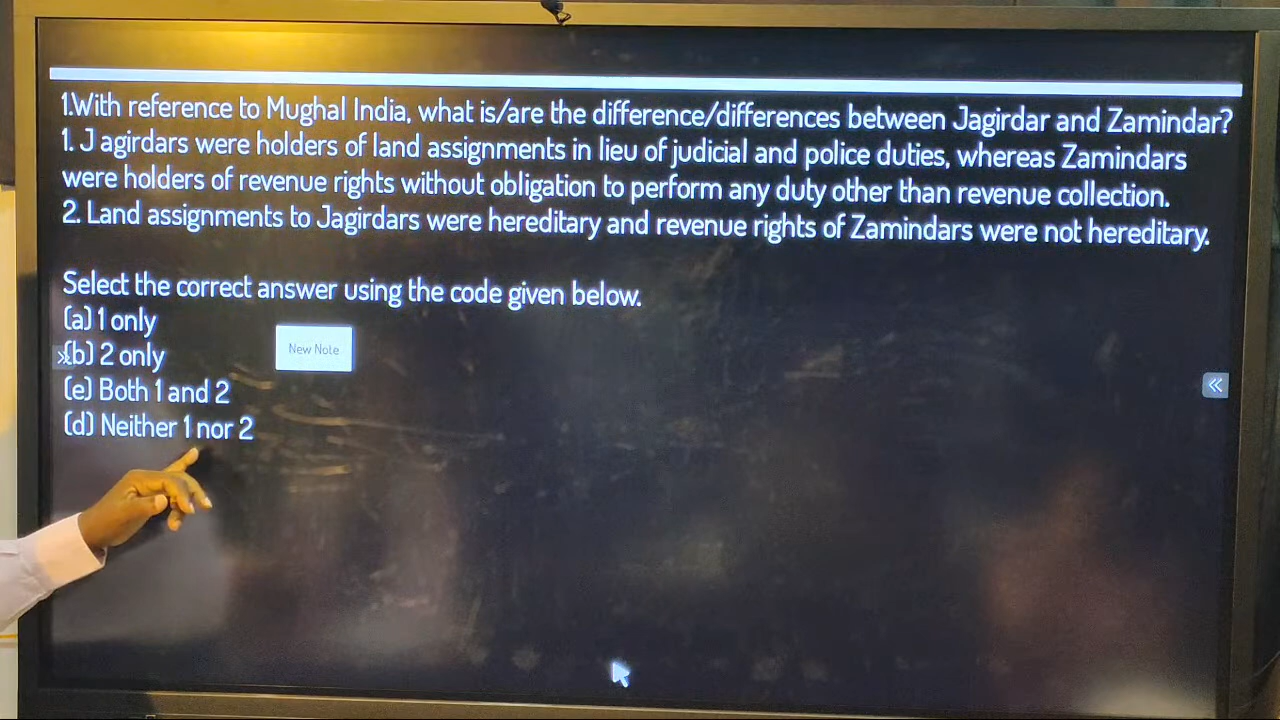 1.With reference to Mughal India, what is/are the difference/differences between Jagirdar and Zamindar?
1. J agirdars were holders of land assignments in lieu of judicial and police duties, whereas Zamindars
were holders of revenue rights without obligation to perform any duty other than revenue collection.
2. Land assignments to Jagirdars were hereditary and revenue rights of Zamindars were not hereditary.
Select the correct answer using the code given below.
(a) 1 only
(b) 2 only
New Note
(e) Both 1 and 2
(d) Neither 1 nor 2